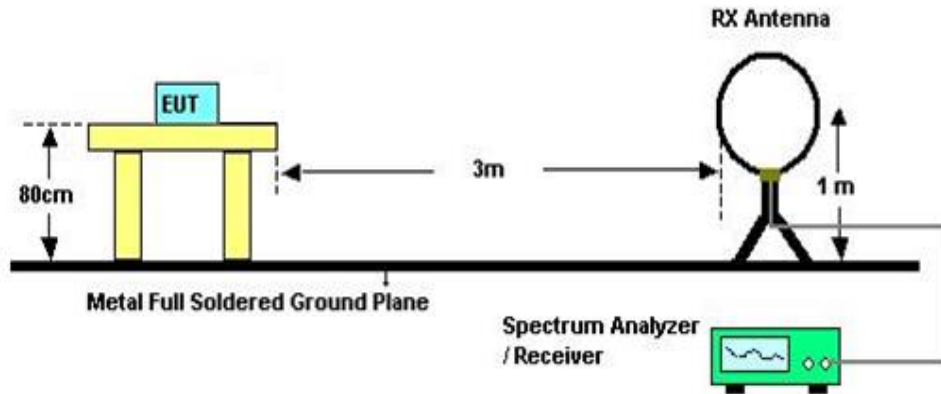 RX Antenna
EUT
3m
80cm
1 m
Metal Full Soldered Ground Plane
Spectrum Analyzer
/ Receiver